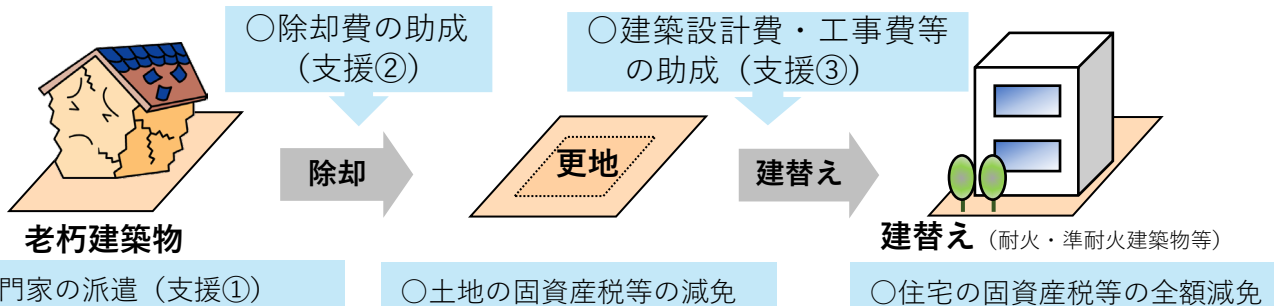 ○除却費の助成
（支援②）
○建築設計費・工事費等
の助成（支援③）
除却
更地
建替え
老朽建築物
建替え（耐火・準耐火建築物等）
門家の派遣（支援①）
○土地の固資産税等の減免
○住宅の固資産税等の全額減免